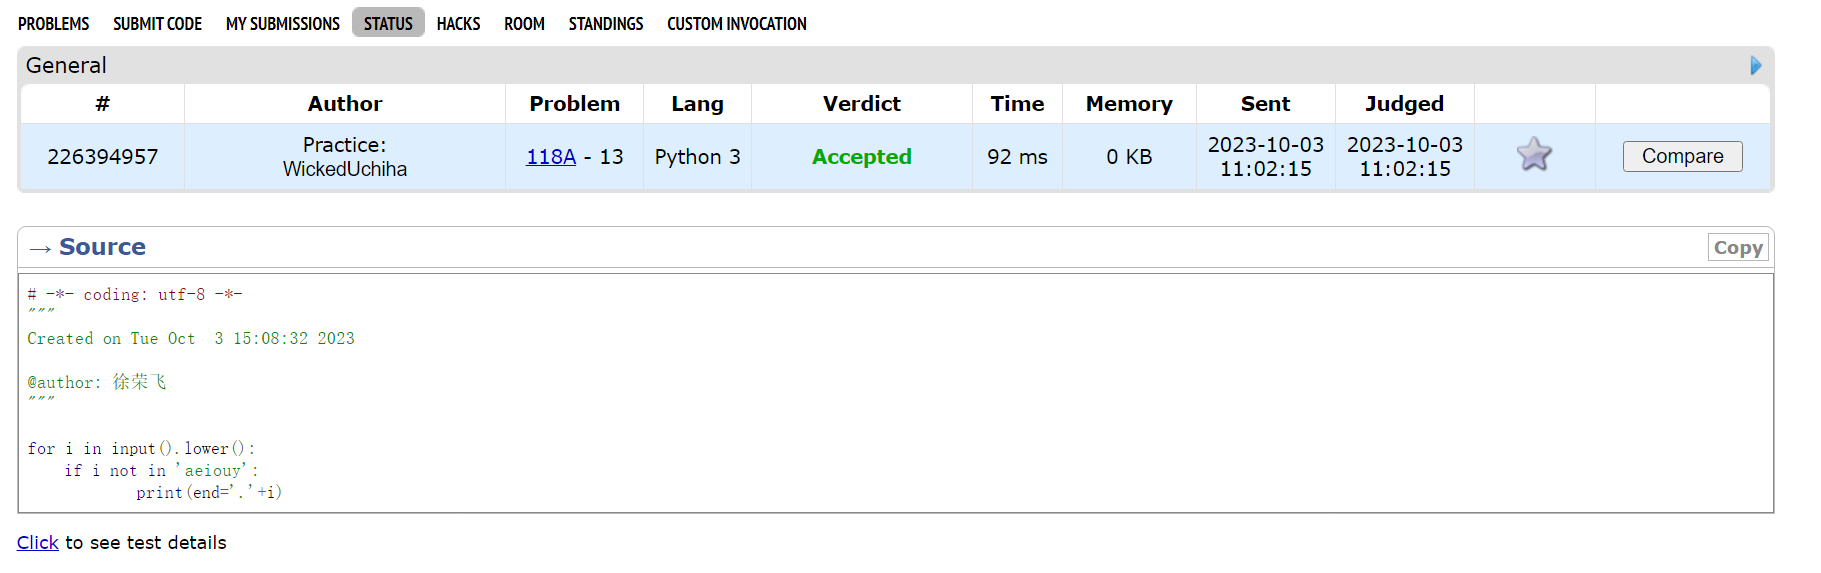 PROBLEMS SUBMIT CODE MY SUBMISSIONS STATUS HACKS ROOM STANDINGS CUSTOM INVOCATION
General
# Author Problem Lang Verdict Time Memory Sent Judged
226394957 Practice: WickedUchiha 118A - 13 Python 3 Accepted 92 ms 0 KB 2023-10-03 11:02:15 2023-10-03 11:02:15 Compare
→ Source Copy
# -*- coding: utf-8 -*-
"""
Created on Tue Oct  3 15:08:32 2023
@author: 徐荣飞
"""
for i in input().lower():
    if i not in 'aeiouy':
            print(end='.'+i)
Click to see test details